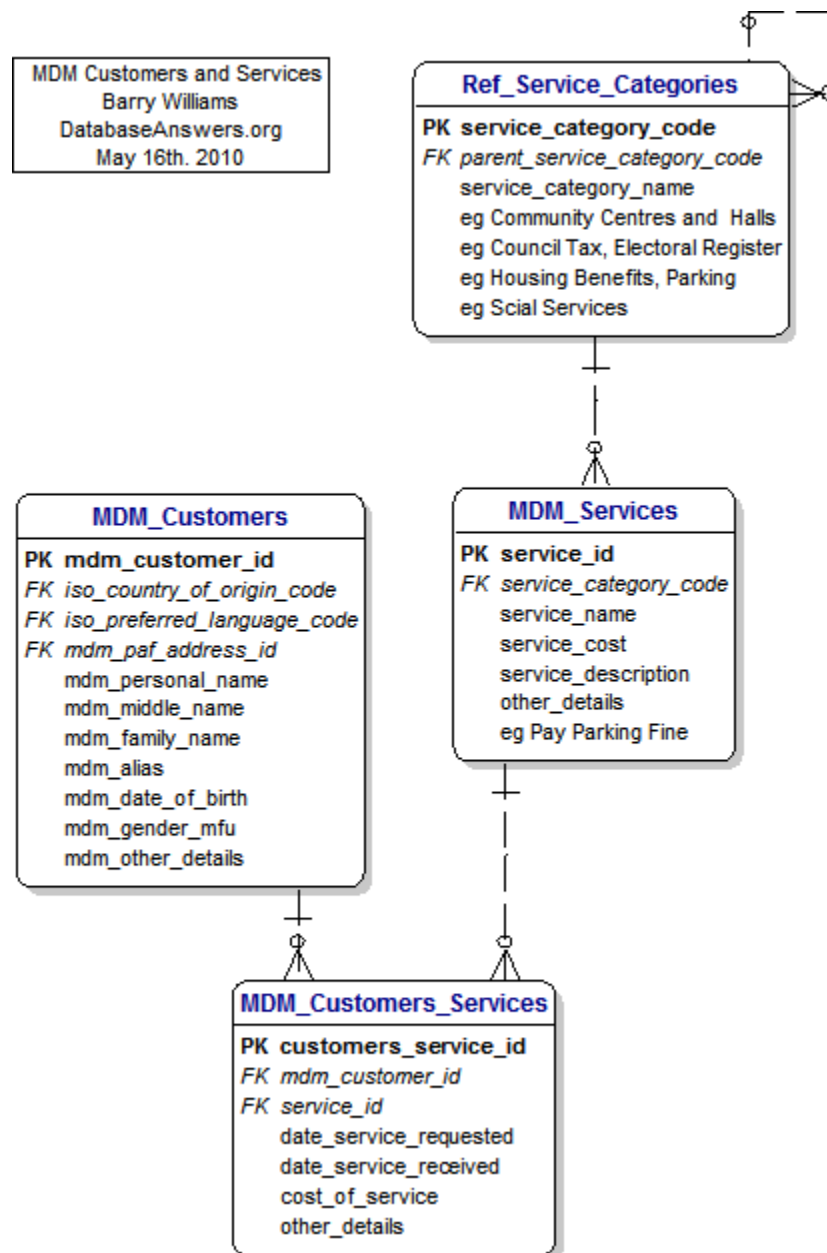 MDM Customers and Services
Barry Williams
DatabaseAnswers.org
May 16th. 2010
Ref_Service_Categories
PK service_category_code
FK parent_service_category_code
service_category_name
eg Community Centres and Halls
eg Council Tax, Electoral Register
eg Housing Benefits, Parking
eg Scial Services
MDM_Customers
PK mdm_customer_id
FK iso_country_of_origin_code
FK iso_preferred_language_code
FK mdm_paf_address_id
mdm_personal_name
mdm_middle_name
mdm_family_name
mdm_alias
mdm_date_of_birth
mdm_gender_mfu
mdm_other_details
MDM_Services
PK service_id
FK service_category_code
service_name
service_cost
service_description
other_details
eg Pay Parking Fine
MDM_Customers_Services
PK customers_service_id
FK mdm_customer_id
FK service_id
date_service_requested
date_service_received
cost_of_service
other_details